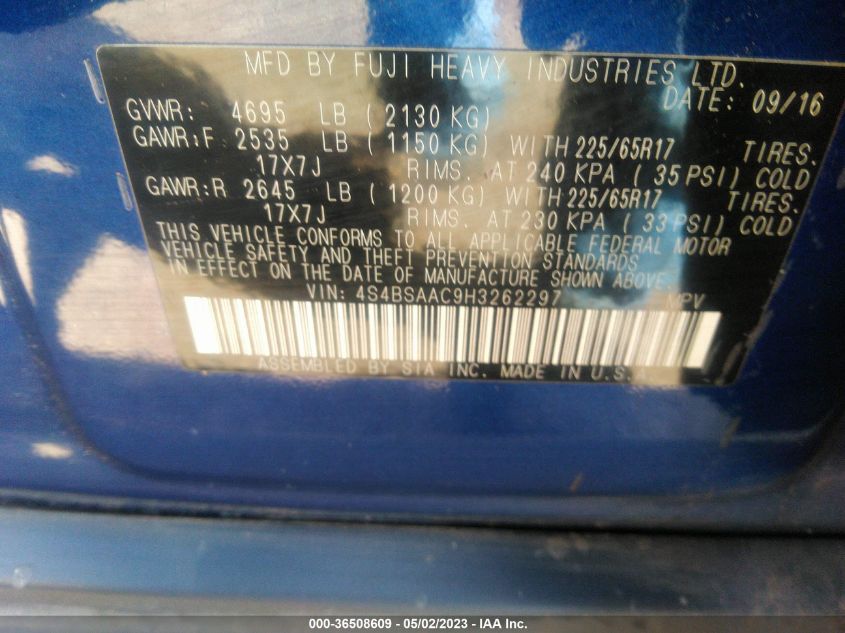 MFD BY FUJI HEAVY INDUSTRIES LTD.
DATE: 09/16
GVWR: 4695 LB ( 2130 KG)
GAWR:F 2535 LB ( 1150 KG) WITH 225/65R17 TIRES.
17X7J RIMS. AT 240 KPA ( 35 PSI) COLD
GAWR:R 2645 LB ( 1200 KG) WITH 225/65R17 TIRES.
17X7J RIMS. AT 230 KPA ( 33 PSI) COLD
THIS VEHICLE CONFORMS TO ALL APPLICABLE FEDERAL MOTOR
VEHICLE SAFETY AND THEFT PREVENTION STANDARDS
IN EFFECT ON THE DATE OF MANUFACTURE SHOWN ABOVE.
VIN: 4S4BSAAC9H3262297 MPV
ASSEMBLED BY SIA INC. MADE IN U.S.
000-36508609 - 05/02/2023 - IAA Inc.